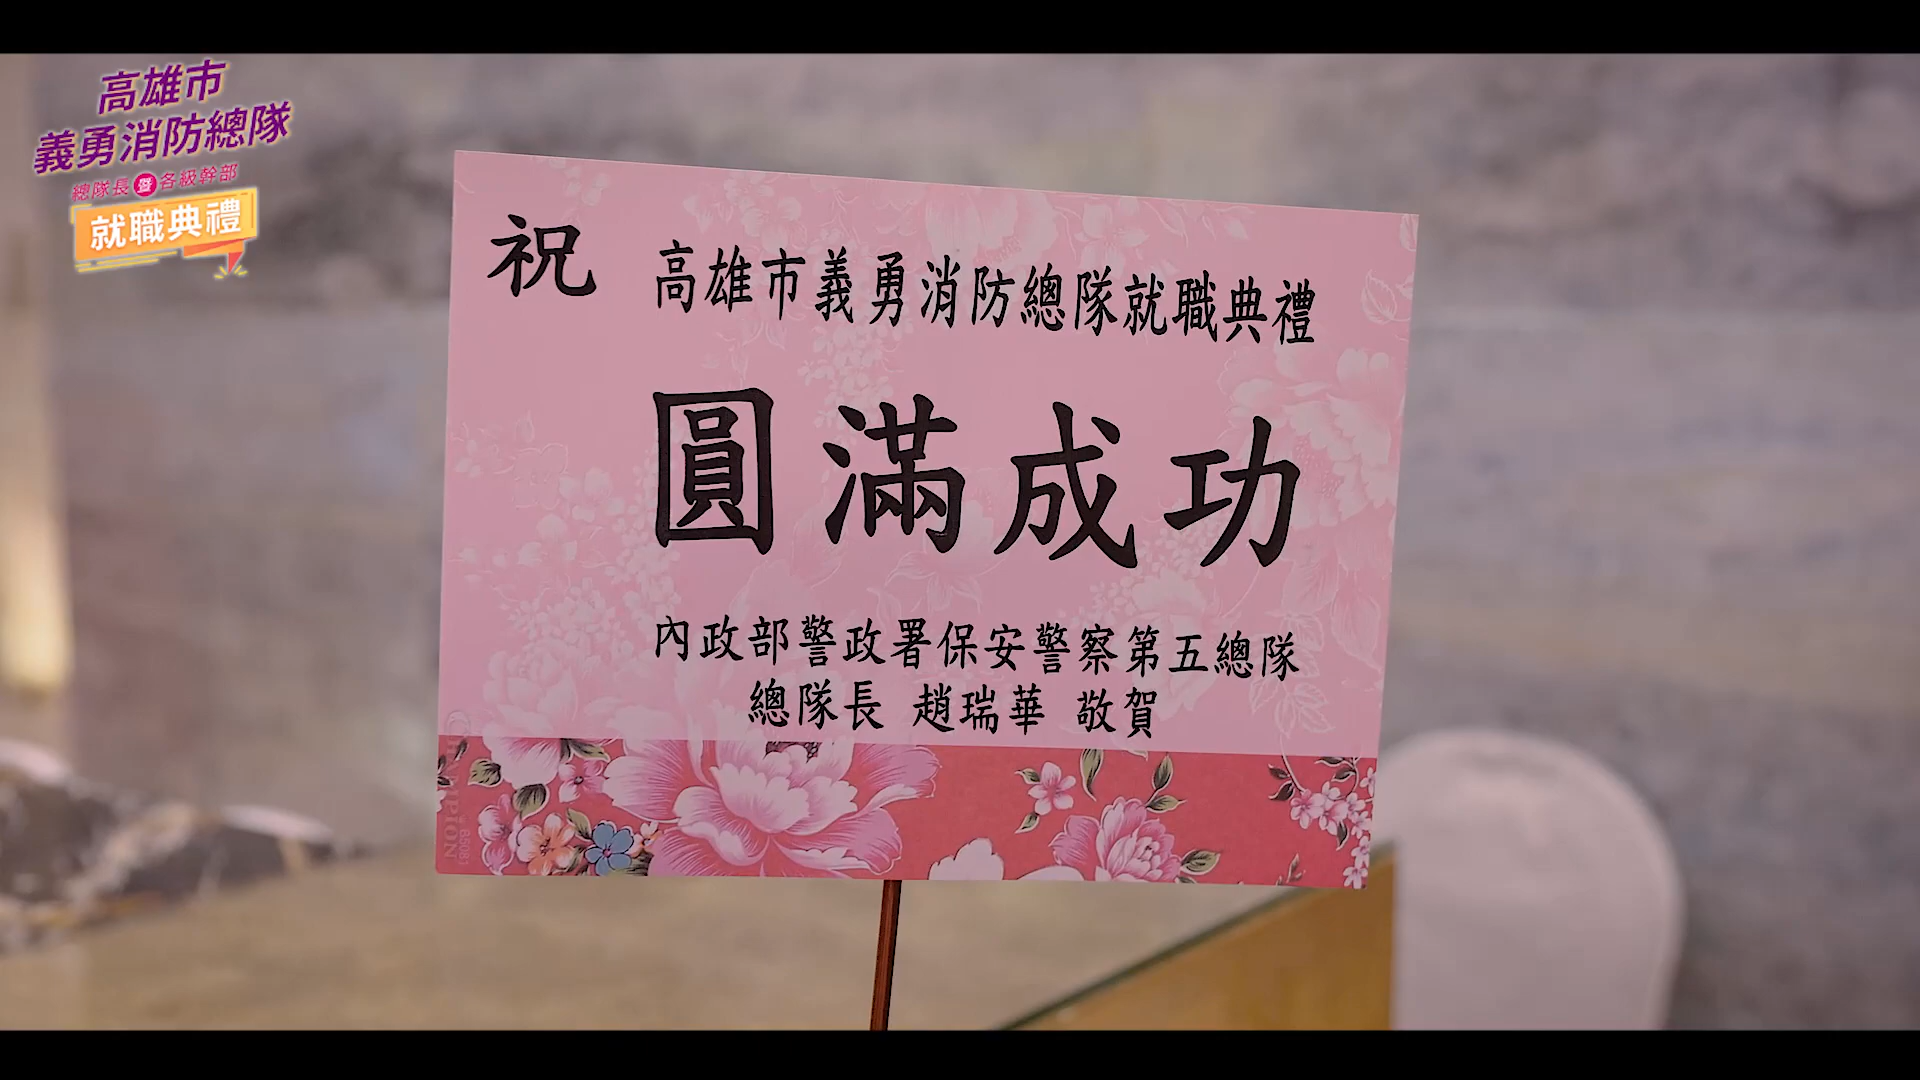 高雄市
義勇消防總隊
總隊長暨各級幹部
就職典禮
祝 高雄市義勇消防總隊就職典禮
圓滿成功
內政部警政署保安警察第五總隊
總隊長 趙瑞華 敬賀
Champion 85087